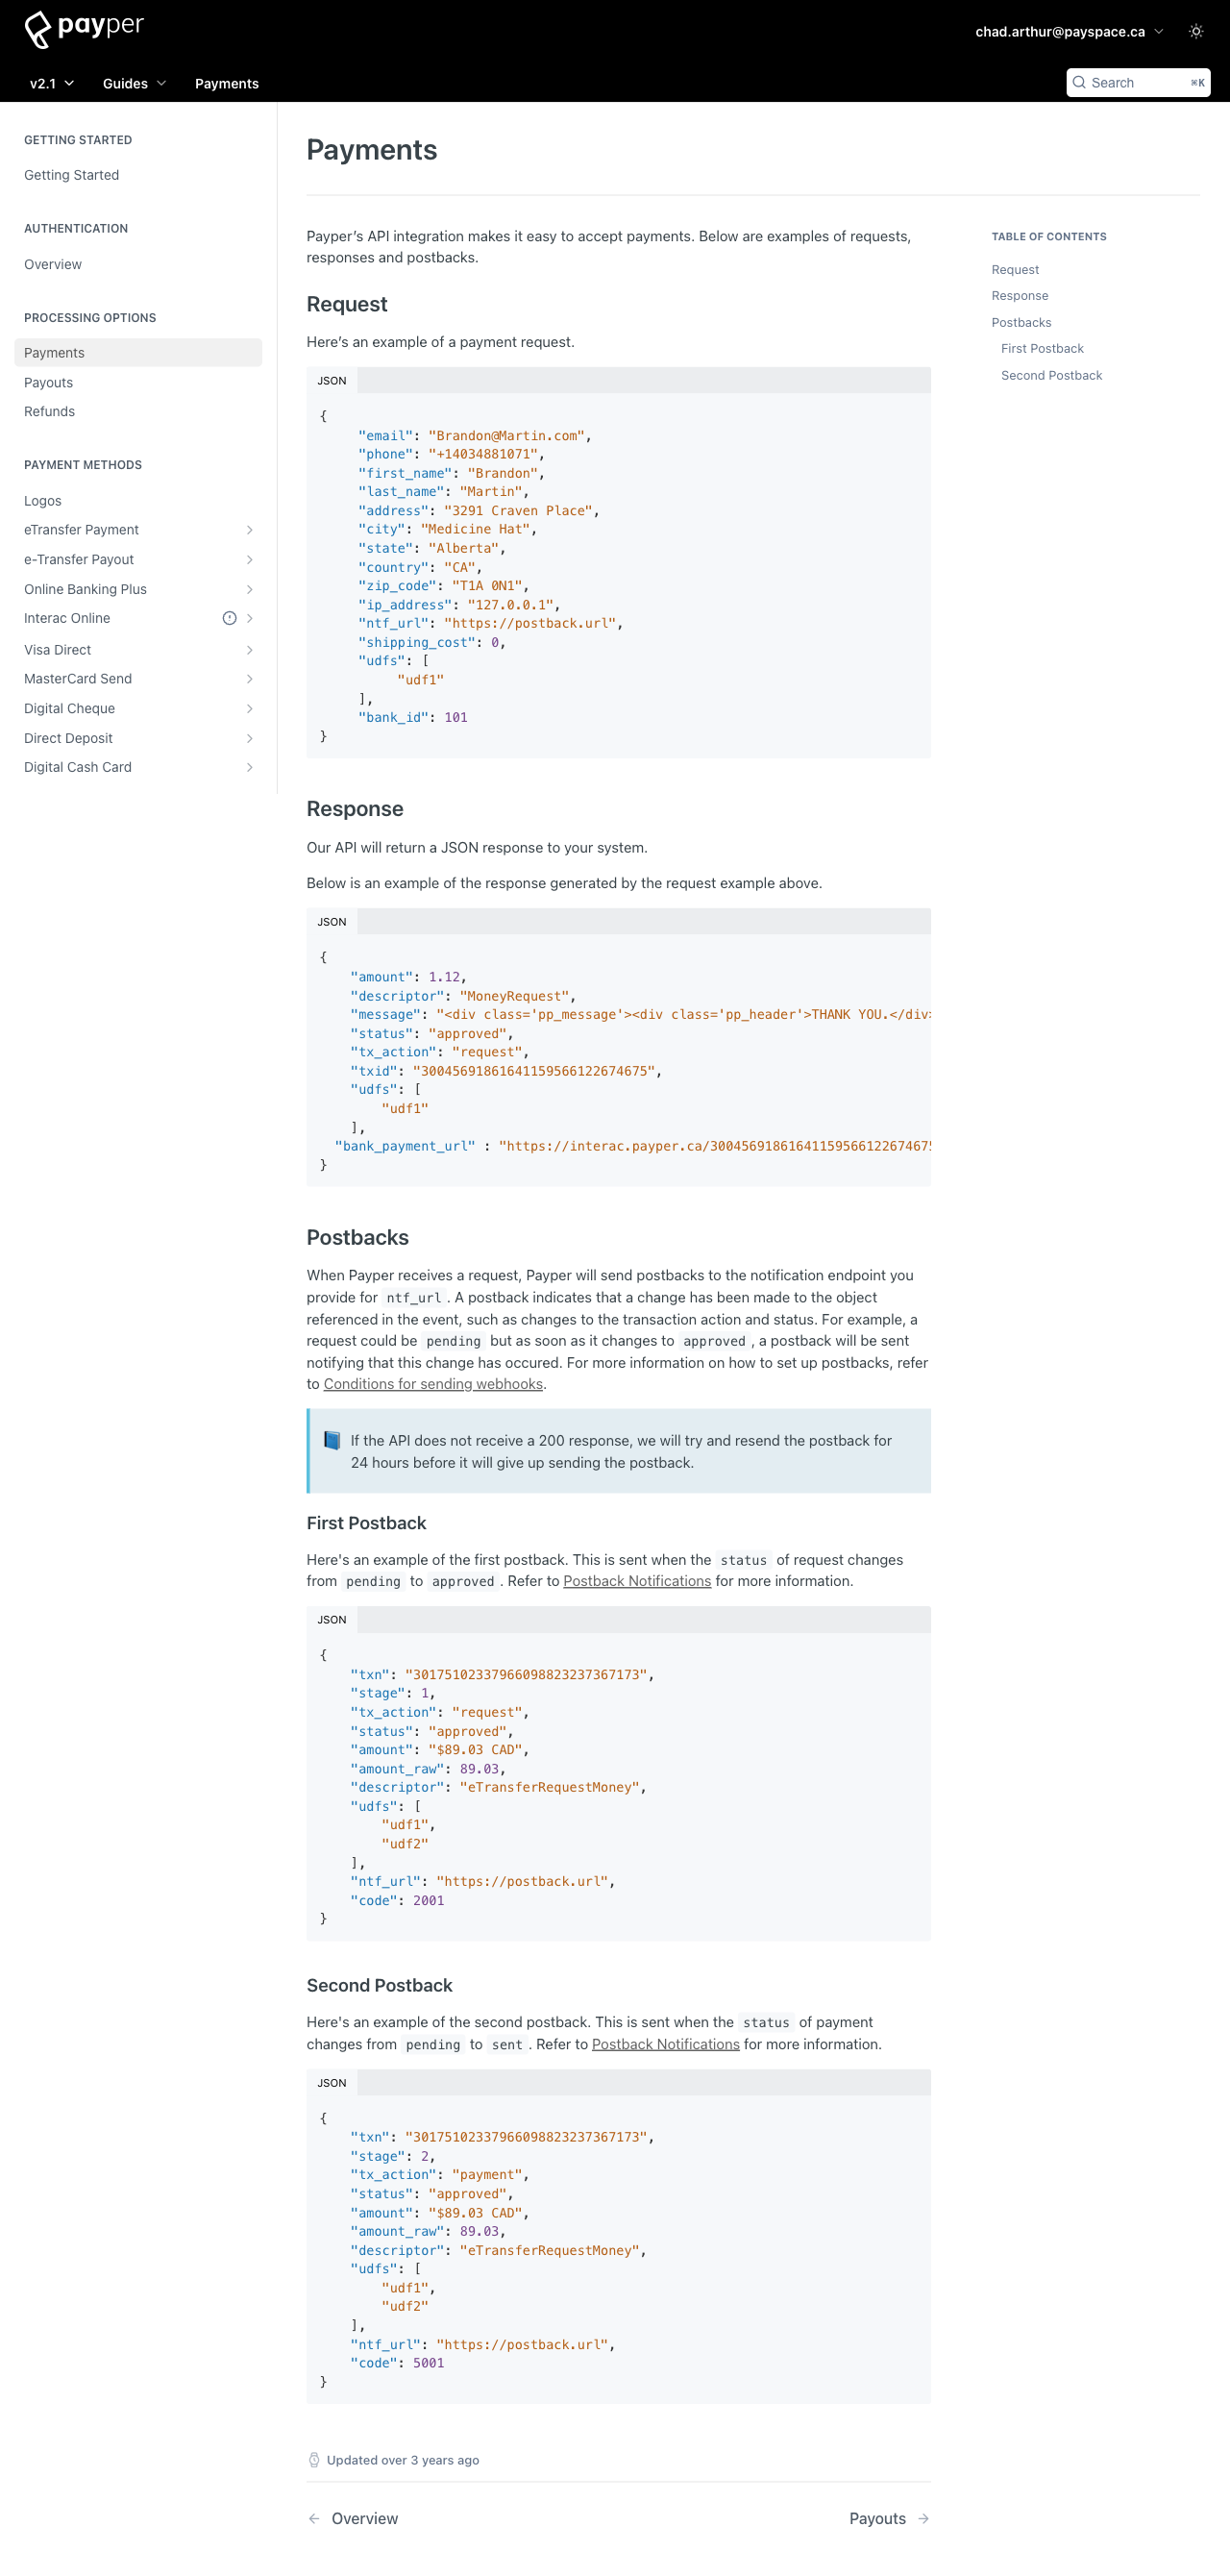 payper
chad.arthur@payspace.ca
v2.1
Guides
Payments
Search
⌘K
GETTING STARTED
Getting Started
AUTHENTICATION
Overview
PROCESSING OPTIONS
Payments
Payouts
Refunds
PAYMENT METHODS
Logos
eTransfer Payment
e-Transfer Payout
Online Banking Plus
Interac Online
Visa Direct
MasterCard Send
Digital Cheque
Direct Deposit
Digital Cash Card
Payments
Payper’s API integration makes it easy to accept payments. Below are examples of requests,
responses and postbacks.
Request
Here’s an example of a payment request.
JSON
{
"email": "Brandon@Martin.com",
"phone": "+14034881071",
"first_name": "Brandon",
"last_name": "Martin",
"address": "3291 Craven Place",
"city": "Medicine Hat",
"state": "Alberta",
"country": "CA",
"zip_code": "T1A 0N1",
"ip_address": "127.0.0.1",
"ntf_url": "https://postback.url",
"shipping_cost": 0,
"udfs": [
"udf1"
],
"bank_id": 101
}
Response
Our API will return a JSON response to your system.
Below is an example of the response generated by the request example above.
JSON
{
"amount": 1.12,
"descriptor": "MoneyRequest",
"message": "<div class='pp_message'><div class='pp_header'>THANK YOU.</div>
"status": "approved",
"tx_action": "request",
"txid": "30045691861641159566122674675",
"udfs": [
"udf1"
],
"bank_payment_url" : "https://interac.payper.ca/30045691861641159566122674675
}
Postbacks
When Payper receives a request, Payper will send postbacks to the notification endpoint you
provide for ntf_url. A postback indicates that a change has been made to the object
referenced in the event, such as changes to the transaction action and status. For example, a
request could be pending but as soon as it changes to approved, a postback will be sent
notifying that this change has occured. For more information on how to set up postbacks, refer
to Conditions for sending webhooks.
If the API does not receive a 200 response, we will try and resend the postback for
24 hours before it will give up sending the postback.
First Postback
Here's an example of the first postback. This is sent when the status of request changes
from pending to approved. Refer to Postback Notifications for more information.
JSON
{
"txn": "30175102337966098823237367173",
"stage": 1,
"tx_action": "request",
"status": "approved",
"amount": "$89.03 CAD",
"amount_raw": 89.03,
"descriptor": "eTransferRequestMoney",
"udfs": [
"udf1",
"udf2"
],
"ntf_url": "https://postback.url",
"code": 2001
}
Second Postback
Here's an example of the second postback. This is sent when the status of payment
changes from pending to sent. Refer to Postback Notifications for more information.
JSON
{
"txn": "30175102337966098823237367173",
"stage": 2,
"tx_action": "payment",
"status": "approved",
"amount": "$89.03 CAD",
"amount_raw": 89.03,
"descriptor": "eTransferRequestMoney",
"udfs": [
"udf1",
"udf2"
],
"ntf_url": "https://postback.url",
"code": 5001
}
Updated over 3 years ago
Overview
Payouts
TABLE OF CONTENTS
Request
Response
Postbacks
First Postback
Second Postback